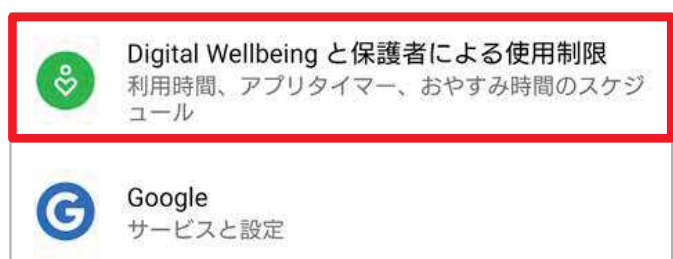 Digital Wellbeing と保護者による使用制限
利用時間、アプリタイマー、おやすみ時間のスケジ
ュール
Google
サービスと設定